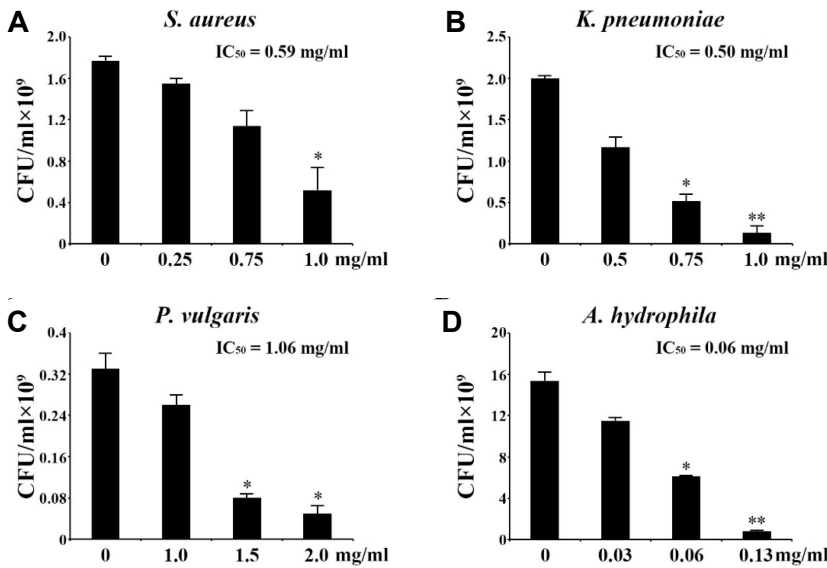 A
S. aureus
IC₅₀ = 0.59 mg/ml
CFU/ml×10⁹
2.0
1.6
1.2
0.8
0.4
0
*
0 0.25 0.75 1.0 mg/ml
B
K. pneumoniae
IC₅₀ = 0.50 mg/ml
CFU/ml×10⁹
2.5
2.0
1.5
1.0
0.5
0
*
**
0 0.5 0.75 1.0 mg/ml
C
P. vulgaris
IC₅₀ = 1.06 mg/ml
CFU/ml×10⁹
0.4
0.32
0.24
0.16
0.08
0
*
*
0 1.0 1.5 2.0 mg/ml
D
A. hydrophila
IC₅₀ = 0.06 mg/ml
CFU/ml×10⁹
20
16
12
8
4
0
*
**
0 0.03 0.06 0.13 mg/ml